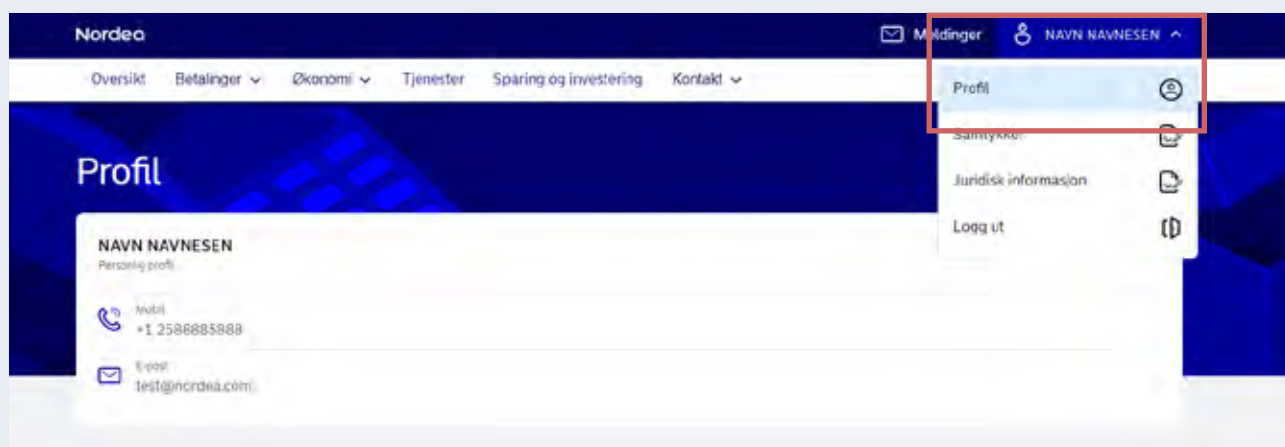 Nordea
Meldinger
NAVN NAVNESEN
Oversikt Betalinger Økonomi Tjenester Sparing og investering Kontakt
Profil
Samtykker
Juridisk informasjon
Logg ut
Profil
NAVN NAVNESEN
Personlig profil
Mobil
+1 2588885888
E-post
test@nordea.com